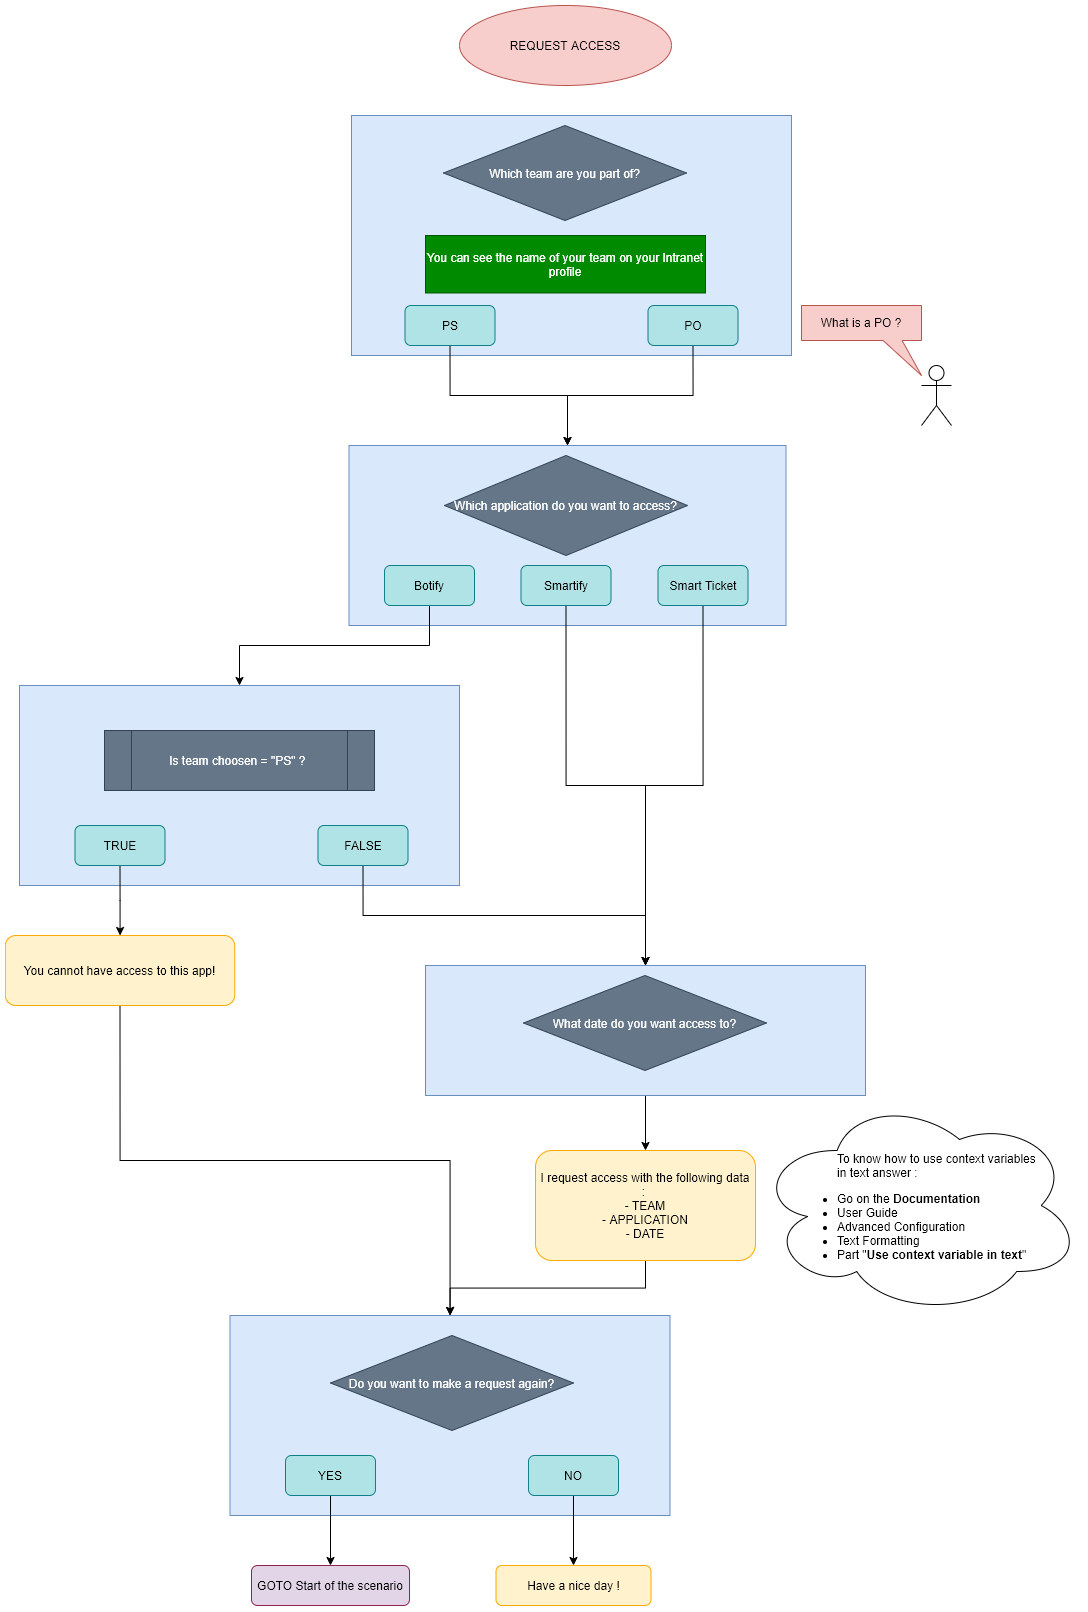 REQUEST ACCESS
Which team are you part of?
You can see the name of your team on your Intranet
profile
PS
PO
What is a PO ?
Which application do you want to access?
Botify
Smartify
Smart Ticket
Is team choosen = "PS" ?
TRUE
FALSE
You cannot have access to this app!
What date do you want access to?
I request access with the following data
:
- TEAM
- APPLICATION
- DATE
To know how to use context variables
in text answer :
• Go on the Documentation
• User Guide
• Advanced Configuration
• Text Formatting
• Part "Use context variable in text"
Do you want to make a request again?
YES
NO
GOTO Start of the scenario
Have a nice day !